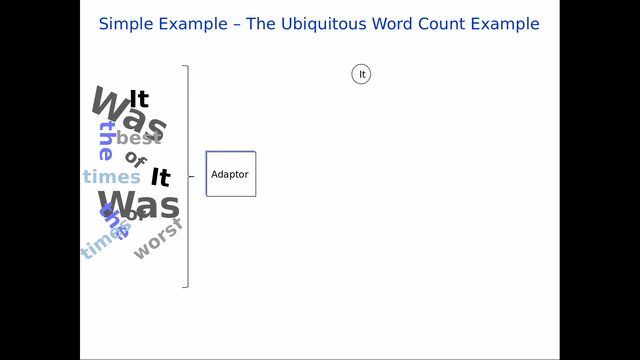 Simple Example – The Ubiquitous Word Count Example
It
It
Was
the
best
of
times
It
Was
of
the
times
worst
Adaptor